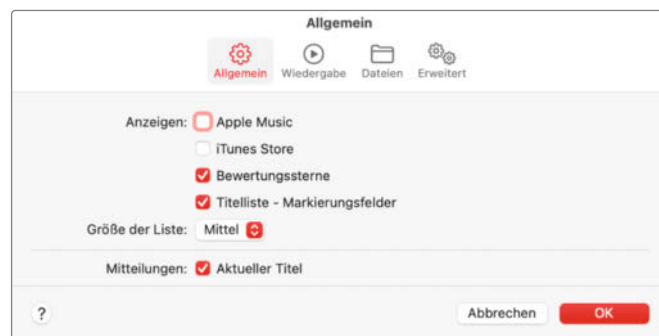 Allgemein
Allgemein Wiedergabe Dateien Erweitert
Anzeigen: Apple Music
iTunes Store
Bewertungssterne
Titelliste - Markierungsfelder
Größe der Liste: Mittel
Mitteilungen: Aktueller Titel
? Abbrechen OK